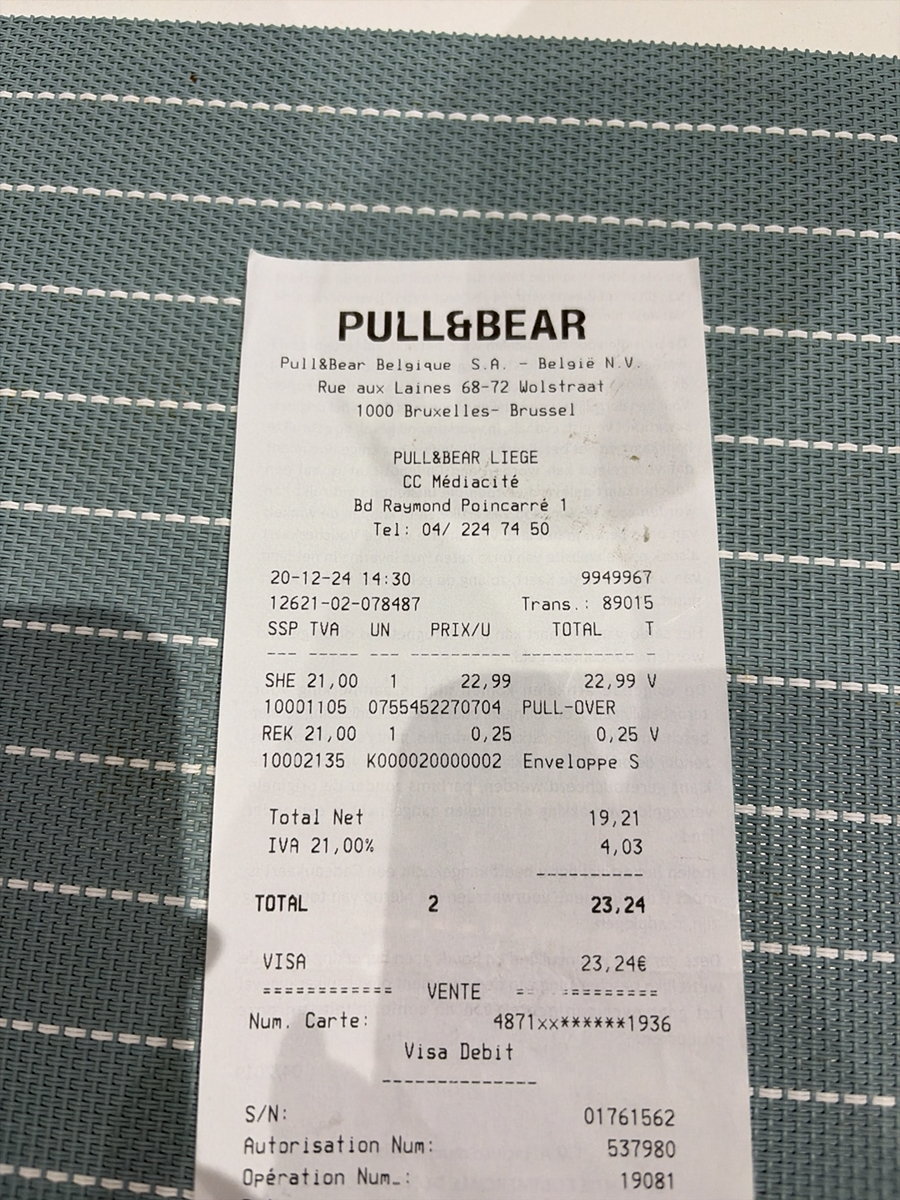 PULL&BEAR
Pull&Bear Belgique S.A. - België N.V.
Rue aux Laines 68-72 Wolstraat
1000 Bruxelles- Brussel
PULL&BEAR LIEGE
CC Médiacité
Bd Raymond Poincarré 1
Tel: 04/ 224 74 50
20-12-24 14:30 9949967
12621-02-078487 Trans.: 89015
SSP TVA UN PRIX/U TOTAL T
--- ----- --- ---------- ----------- -
SHE 21,00 1 22,99 22,99 V
10001105 0755452270704 PULL-OVER
REK 21,00 1 0,25 0,25 V
10002135 K000020000002 Enveloppe S
Total Net 19,21
IVA 21,00% 4,03
TOTAL 2 23,24
VISA 23,24€
============ VENTE ============
Num. Carte: 4871xx******1936
Visa Debit
--------------
S/N: 01761562
Autorisation Num: 537980
Opération Num.: 19081